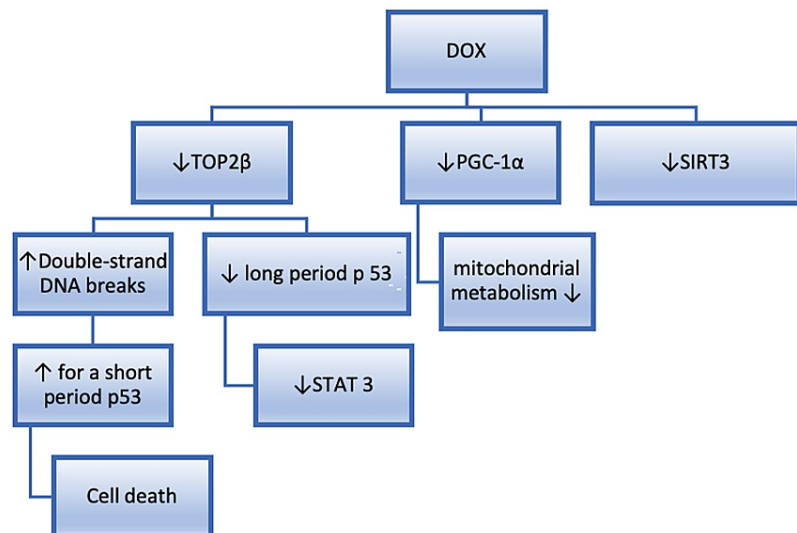 DOX
↓TOP2β
↓PGC-1α
↓SIRT3
↑Double-strand
DNA breaks
↓ long period p 53
mitochondrial
metabolism ↓
↑ for a short
period p53
↓STAT 3
Cell death